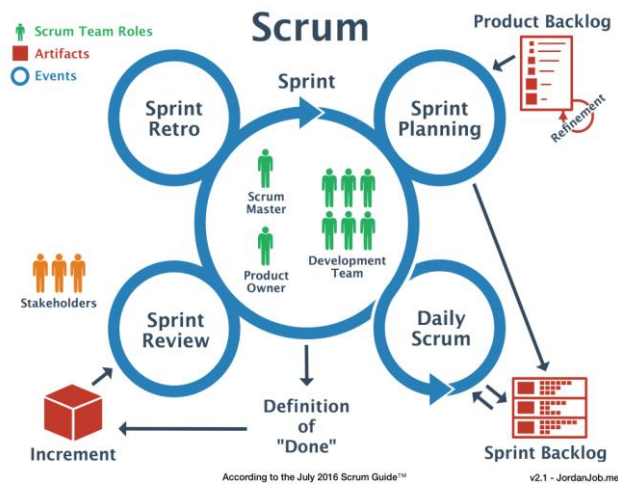 Scrum
Scrum Team Roles
Artifacts
Events
Product Backlog
Refinement
Sprint
Sprint
Retro
Sprint
Planning
Scrum
Master
Product
Owner
Development
Team
Stakeholders
Sprint
Review
Daily
Scrum
Increment
Definition
of
"Done"
Sprint Backlog
According to the July 2016 Scrum Guide™
v2.1 - JordanJob.me